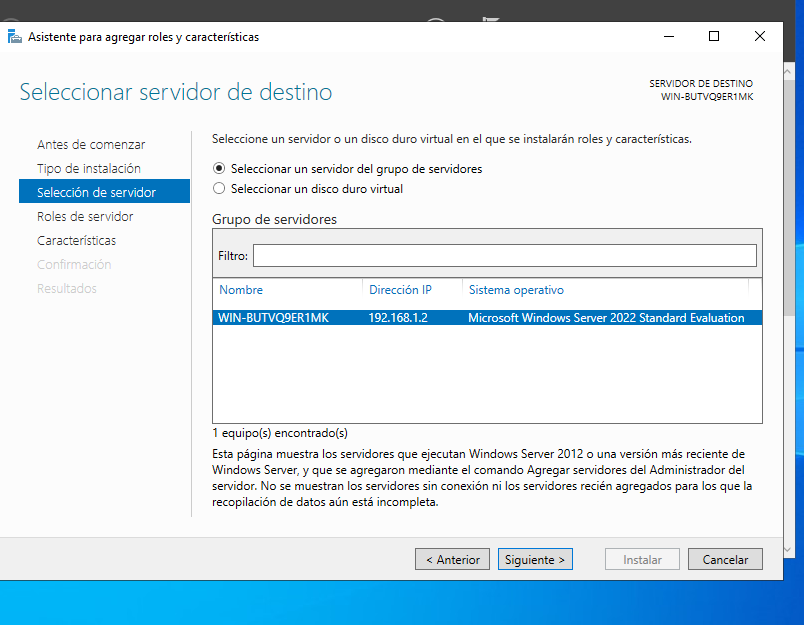 Asistente para agregar roles y características
Seleccionar servidor de destino
SERVIDOR DE DESTINO
WIN-BUTVQ9ER1MK
Antes de comenzar
Tipo de instalación
Selección de servidor
Roles de servidor
Características
Confirmación
Resultados
Seleccione un servidor o un disco duro virtual en el que se instalarán roles y características.
Seleccionar un servidor del grupo de servidores
Seleccionar un disco duro virtual
Grupo de servidores
Filtro:
Nombre Dirección IP Sistema operativo
WIN-BUTVQ9ER1MK 192.168.1.2 Microsoft Windows Server 2022 Standard Evaluation
1 equipo(s) encontrado(s)
Esta página muestra los servidores que ejecutan Windows Server 2012 o una versión más reciente de
Windows Server, y que se agregaron mediante el comando Agregar servidores del Administrador del
servidor. No se muestran los servidores sin conexión ni los servidores recién agregados para los que la
recopilación de datos aún está incompleta.
< Anterior Siguiente > Instalar Cancelar